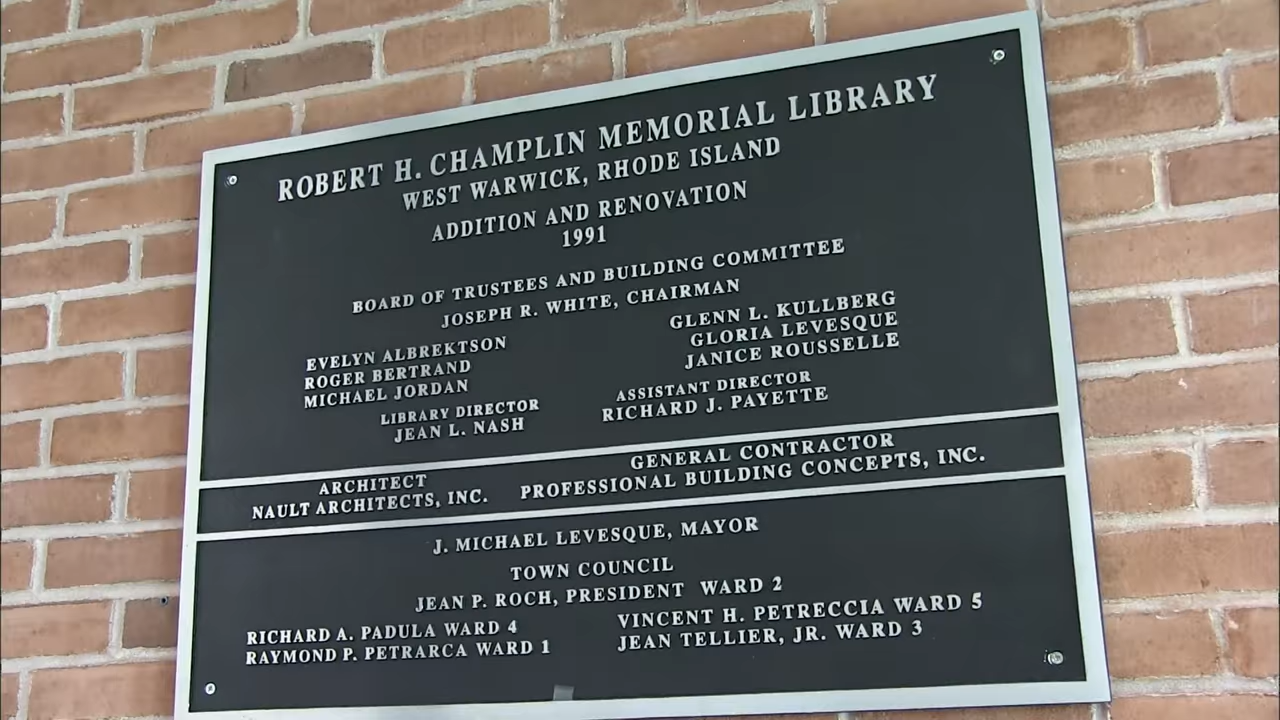 ROBERT H. CHAMPLIN MEMORIAL LIBRARY
WEST WARWICK, RHODE ISLAND
ADDITION AND RENOVATION
1991
BOARD OF TRUSTEES AND BUILDING COMMITTEE
JOSEPH R. WHITE, CHAIRMAN
EVELYN ALBREKTSON
ROGER BERTRAND
MICHAEL JORDAN
GLENN L. KULLBERG
GLORIA LEVESQUE
JANICE ROUSSELLE
LIBRARY DIRECTOR
JEAN L. NASH
ASSISTANT DIRECTOR
RICHARD J. PAYETTE
ARCHITECT
NAULT ARCHITECTS, INC.
GENERAL CONTRACTOR
PROFESSIONAL BUILDING CONCEPTS, INC.
J. MICHAEL LEVESQUE, MAYOR
TOWN COUNCIL
JEAN P. ROCH, PRESIDENT WARD 2
RICHARD A. PADULA WARD 4
RAYMOND P. PETRARCA WARD 1
VINCENT H. PETRECCIA WARD 5
JEAN TELLIER, JR. WARD 3